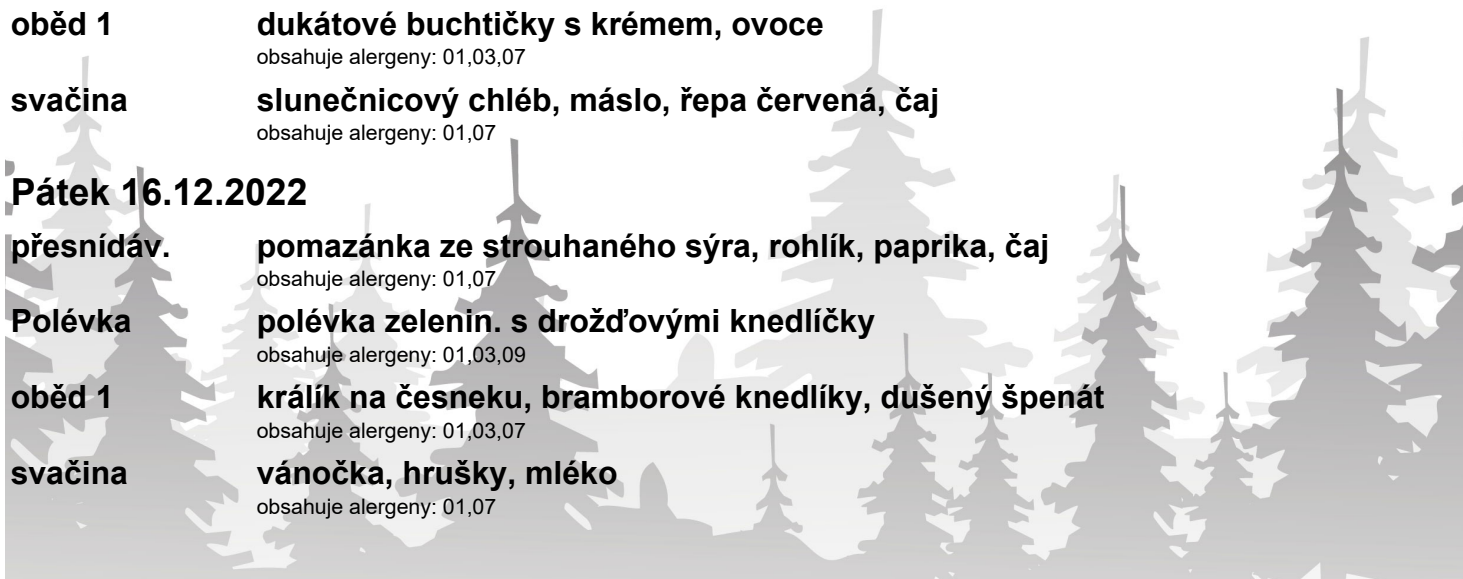 oběd 1 dukátové buchtičky s krémem, ovoce
obsahuje alergeny: 01,03,07
svačina slunečnicový chléb, máslo, řepa červená, čaj
obsahuje alergeny: 01,07
Pátek 16.12.2022
přesnídáv. pomazánka ze strouhaného sýra, rohlík, paprika, čaj
obsahuje alergeny: 01,07
Polévka polévka zelenin. s drožďovými knedlíčky
obsahuje alergeny: 01,03,09
oběd 1 králík na česneku, bramborové knedlíky, dušený špenát
obsahuje alergeny: 01,03,07
svačina vánočka, hrušky, mléko
obsahuje alergeny: 01,07